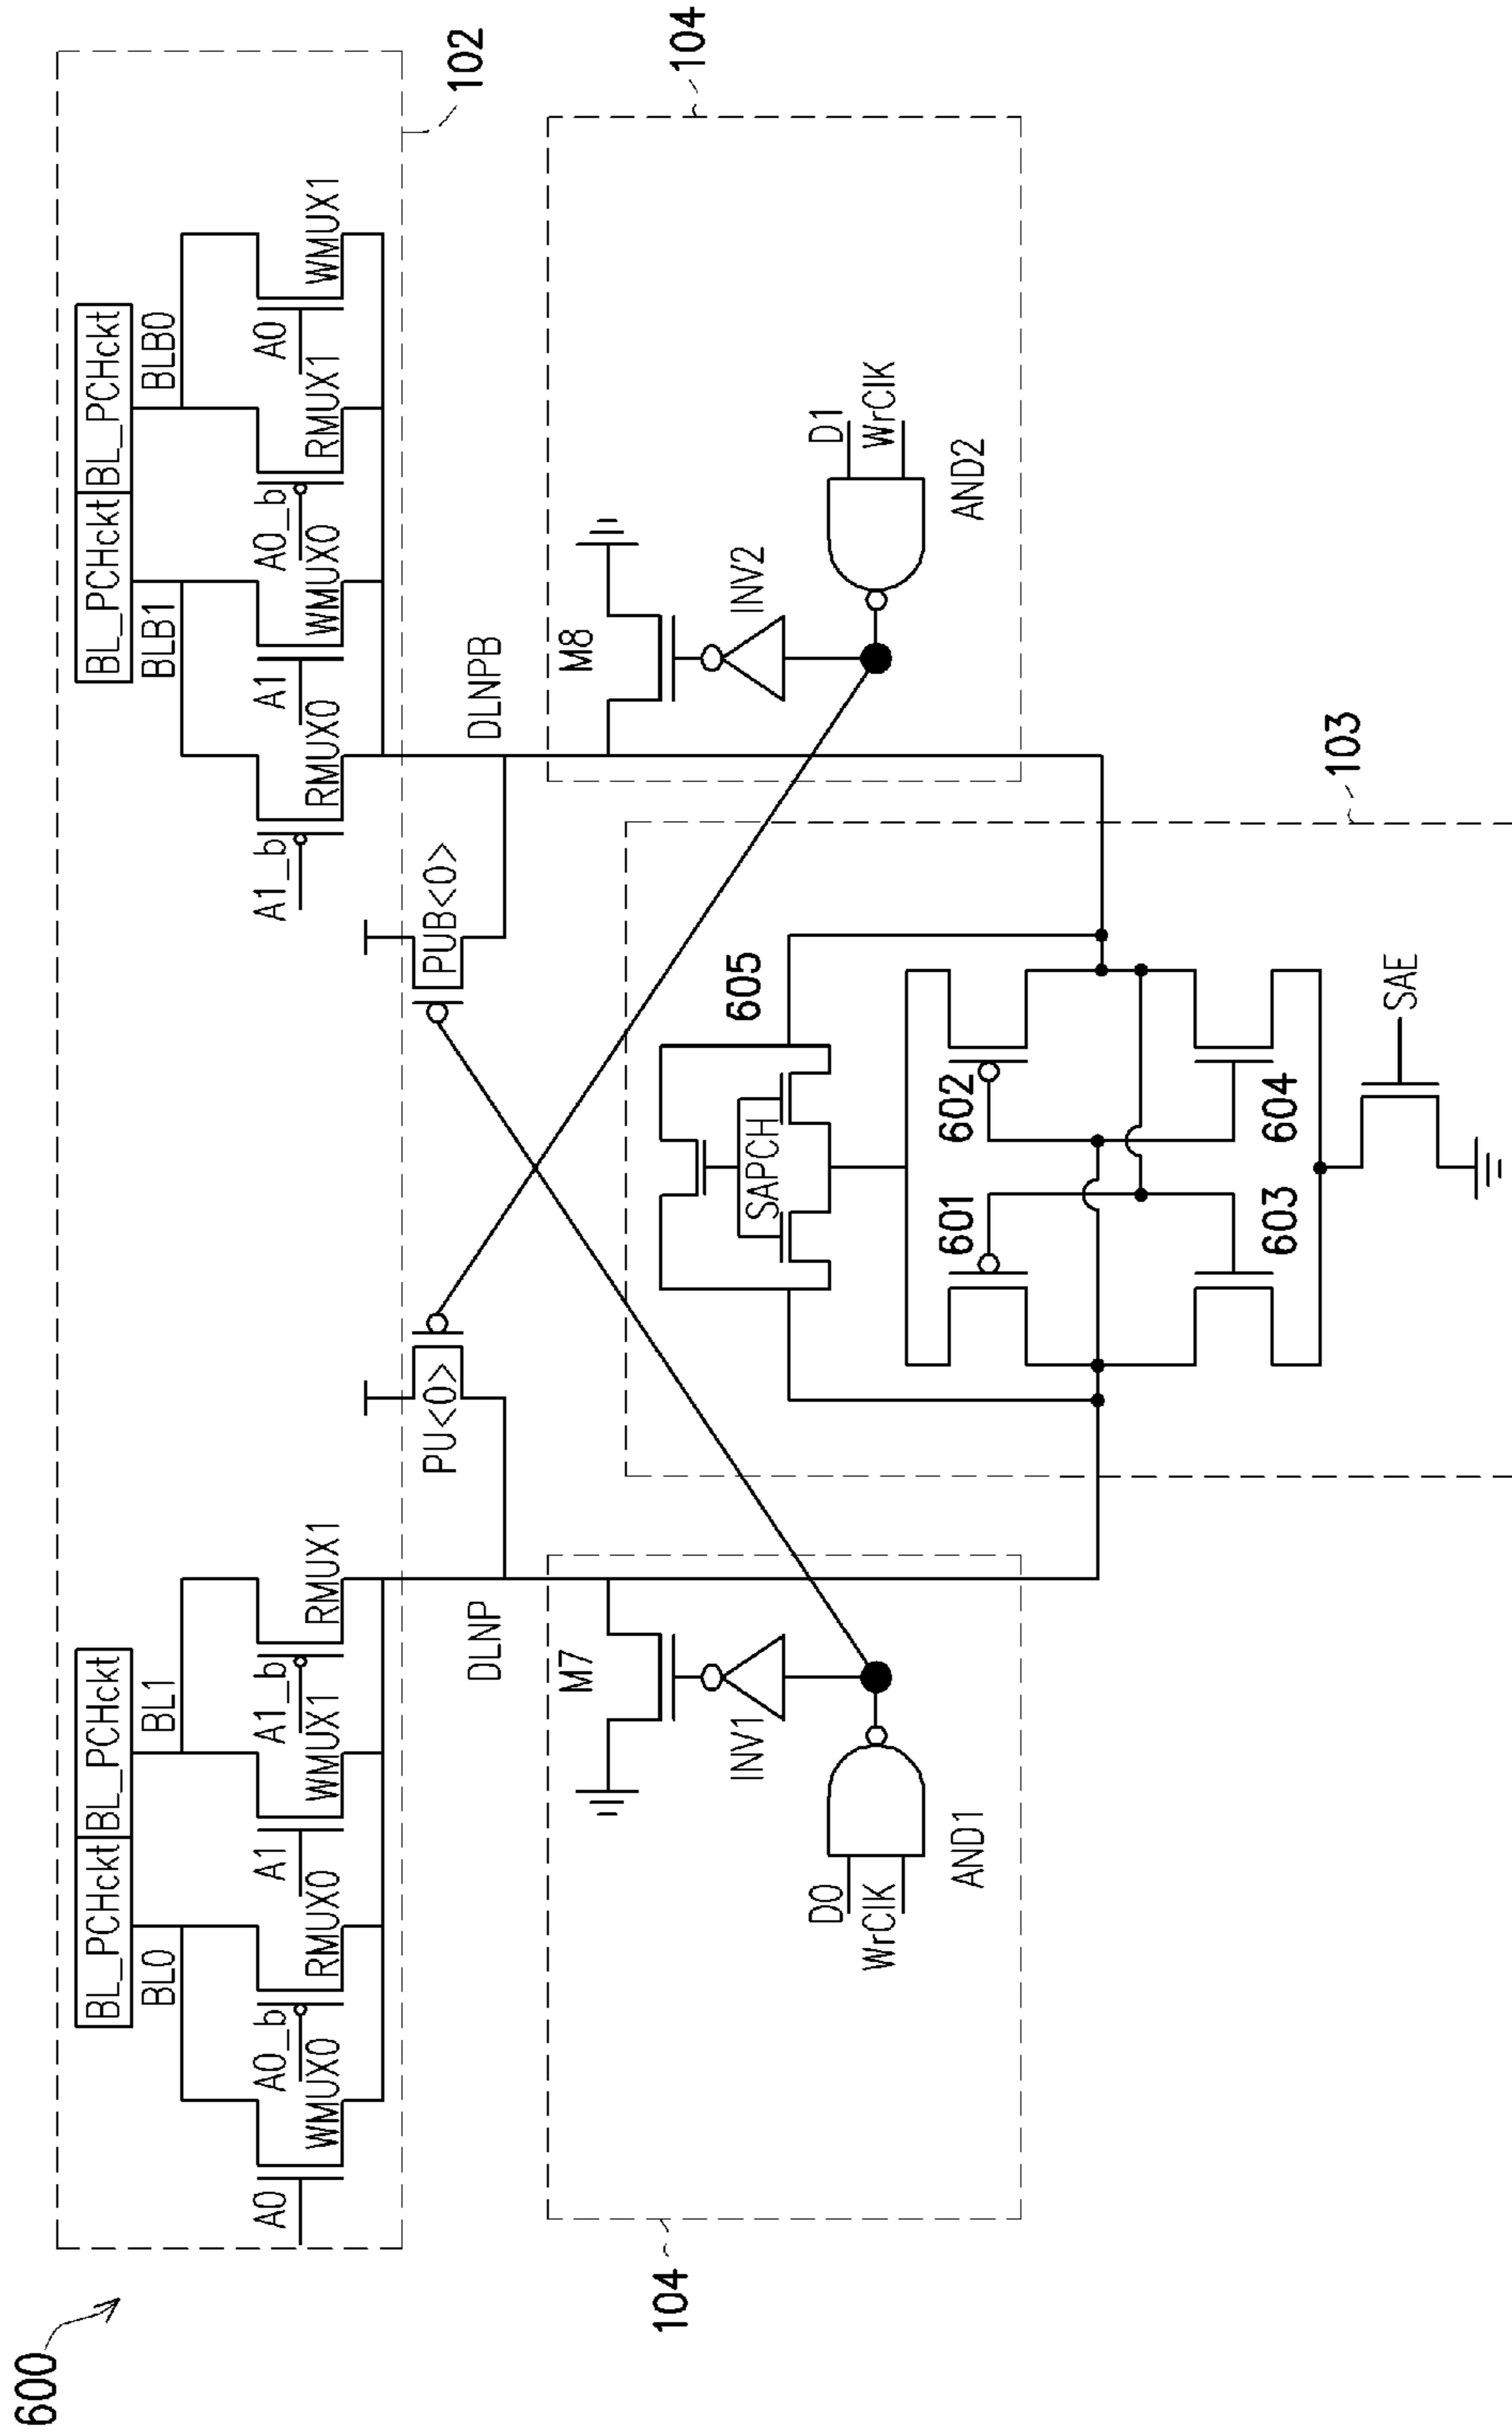 600
102
BL_PCHckt BL_PCHckt
BL0
BL1
A0
WMUX0
A0_b
RMUX0
A1
WMUX1
A1_b
RMUX1
BL_PCHckt BL_PCHckt
BLB1
BLB0
A1_b
RMUX0
A1
WMUX0
A0_b
RMUX1
A0
WMUX1
PU<0>
PUB<0>
DLNP
DLNPB
104
M7
INV1
D0
WrClK
AND1
104
M8
INV2
D1
WrClK
AND2
103
605
SAPCH
601
602
603
604
SAE